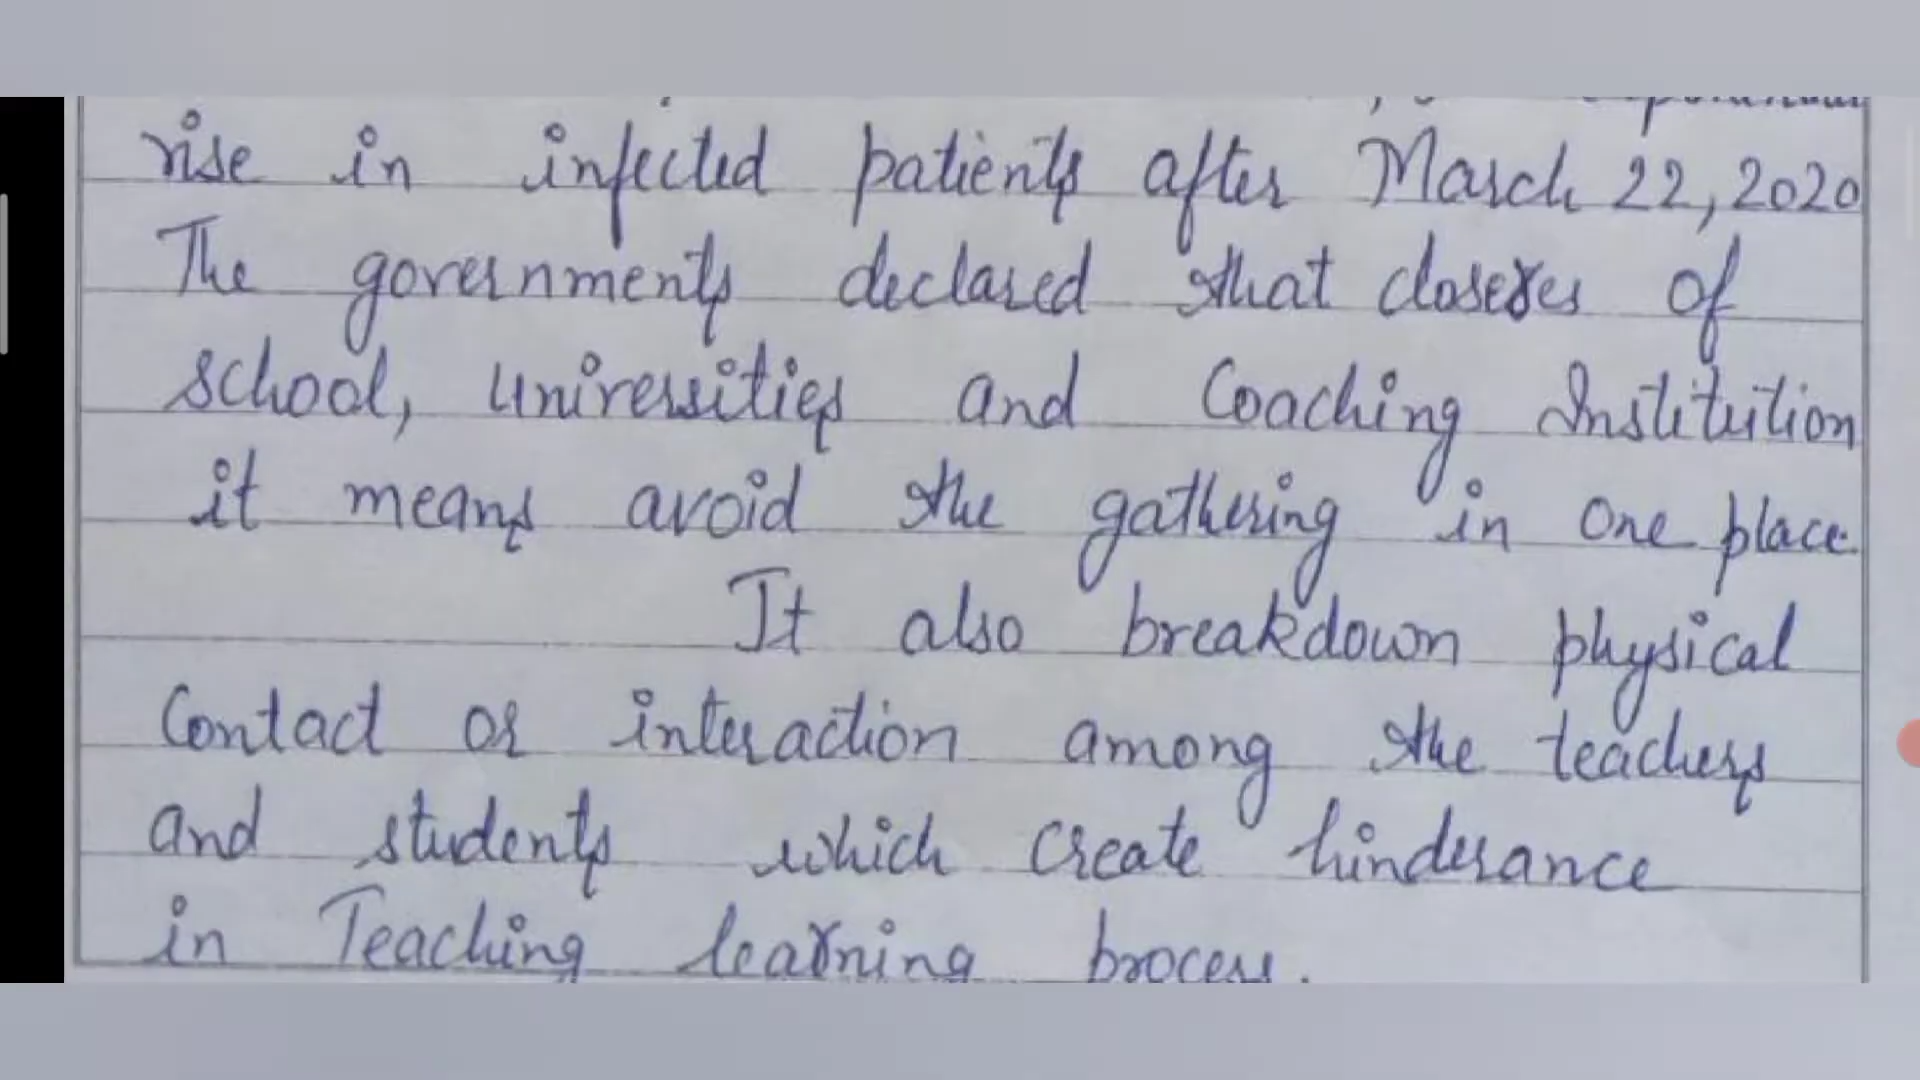 rise in infected patients after March 22, 2020
The governments declared that closeres of
school, universities and Coaching Institution
it means avoid the gathering in one place.
It also breakdown physical
Contact or interaction among the teachers
and students which create hinderance
in Teaching learning process.